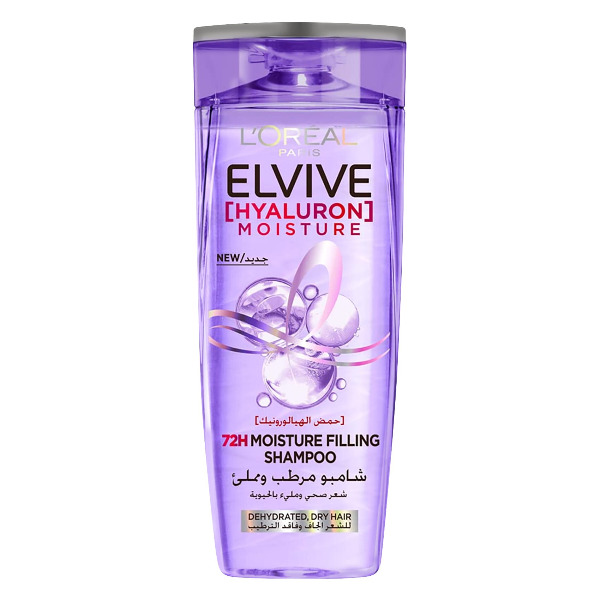 L'ORÉAL
PARIS
ELVIVE
[HYALURON]
MOISTURE
NEW/جديد
[حمض الهيالورونيك]
72H MOISTURE FILLING
SHAMPOO
شامبو مرطب ومملئ
شعر صحي ومليء بالحيوية
DEHYDRATED, DRY HAIR
للشعر الجاف وفاقد الترطيب